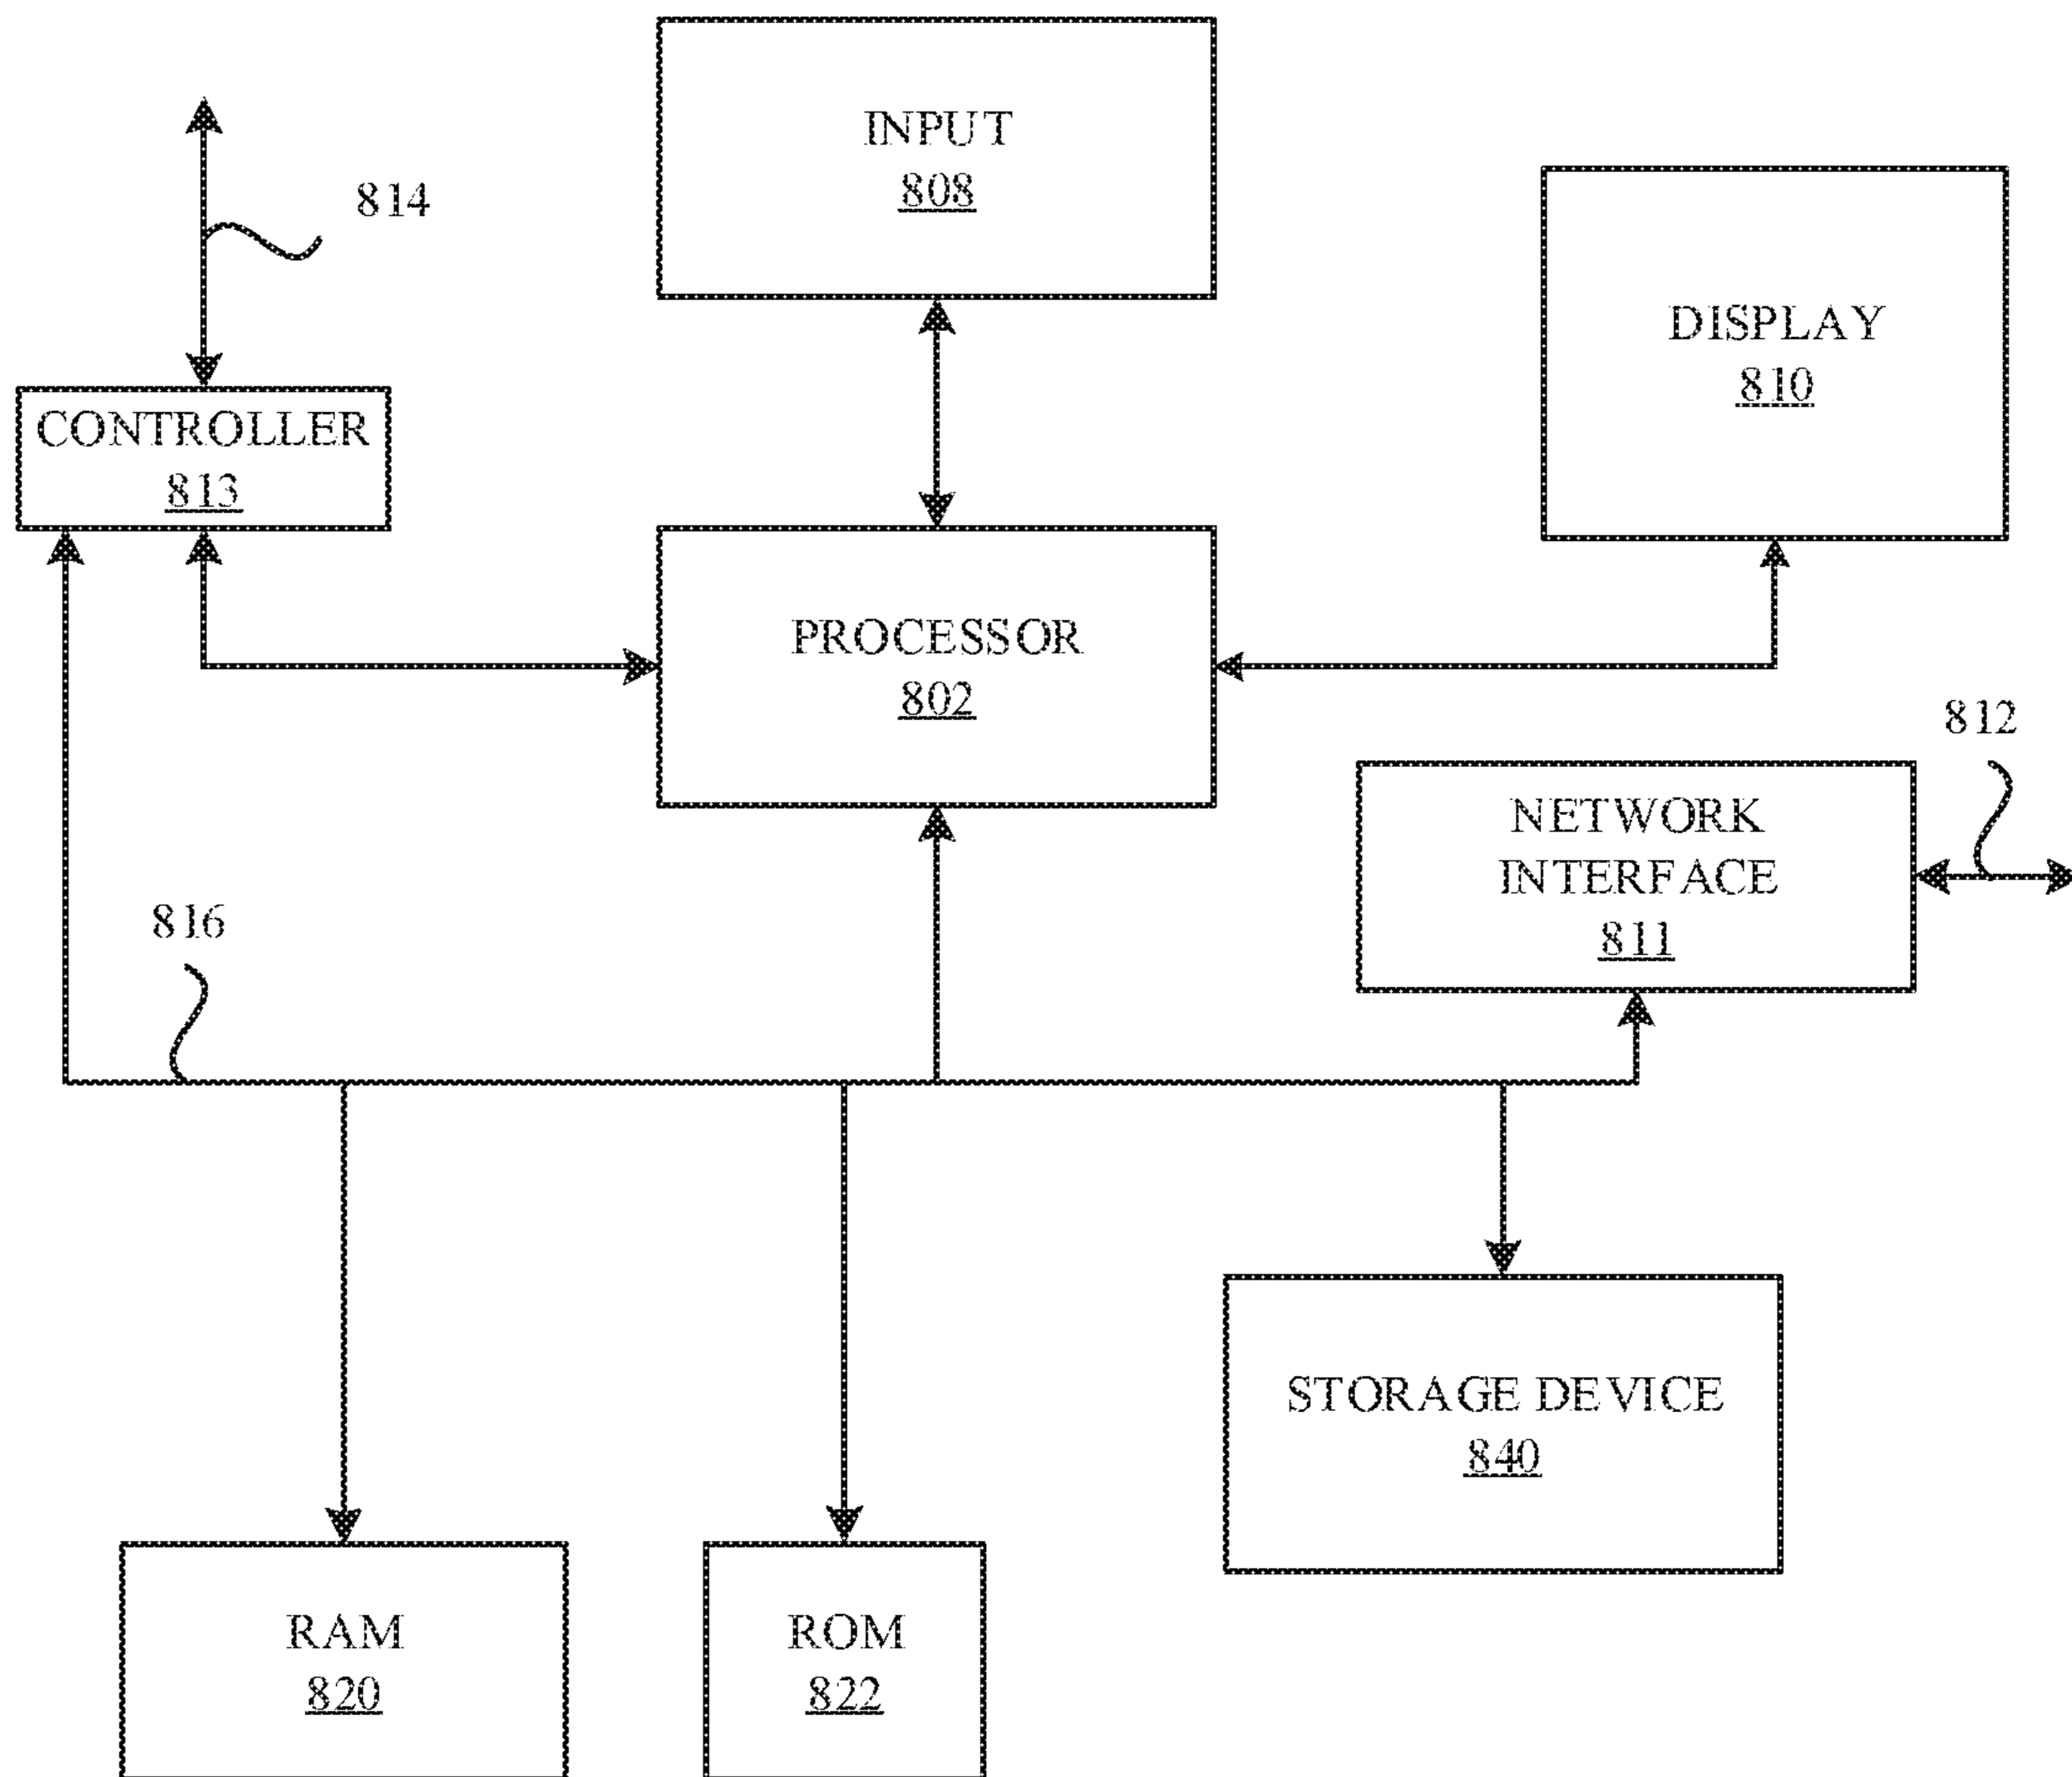 INPUT
808
814
DISPLAY
810
CONTROLLER
813
PROCESSOR
802
812
NETWORK
INTERFACE
811
816
STORAGE DEVICE
840
RAM
820
ROM
822